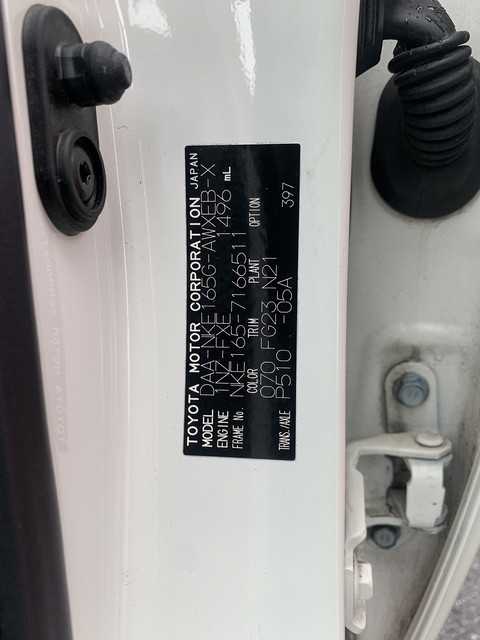 TOYOTA MOTOR CORPORATION JAPAN
MODEL DAA-NKE165G-AWXEB-X
ENGINE 1NZ-FXE 1496 mL
FRAME No. NKE165-7166511
COLOR TRIM PLANT OPTION
070 FG23 N21 397
TRANS./AXLE P510 -05A